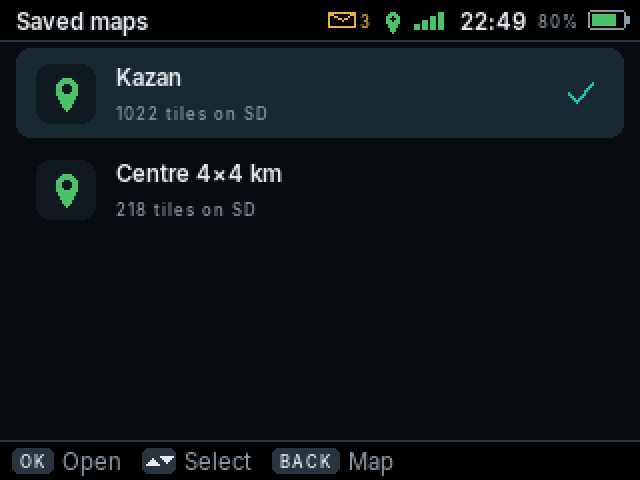 Saved maps 3 22:49 80%
Kazan
1022 tiles on SD
Centre 4×4 km
218 tiles on SD
OK Open Select BACK Map